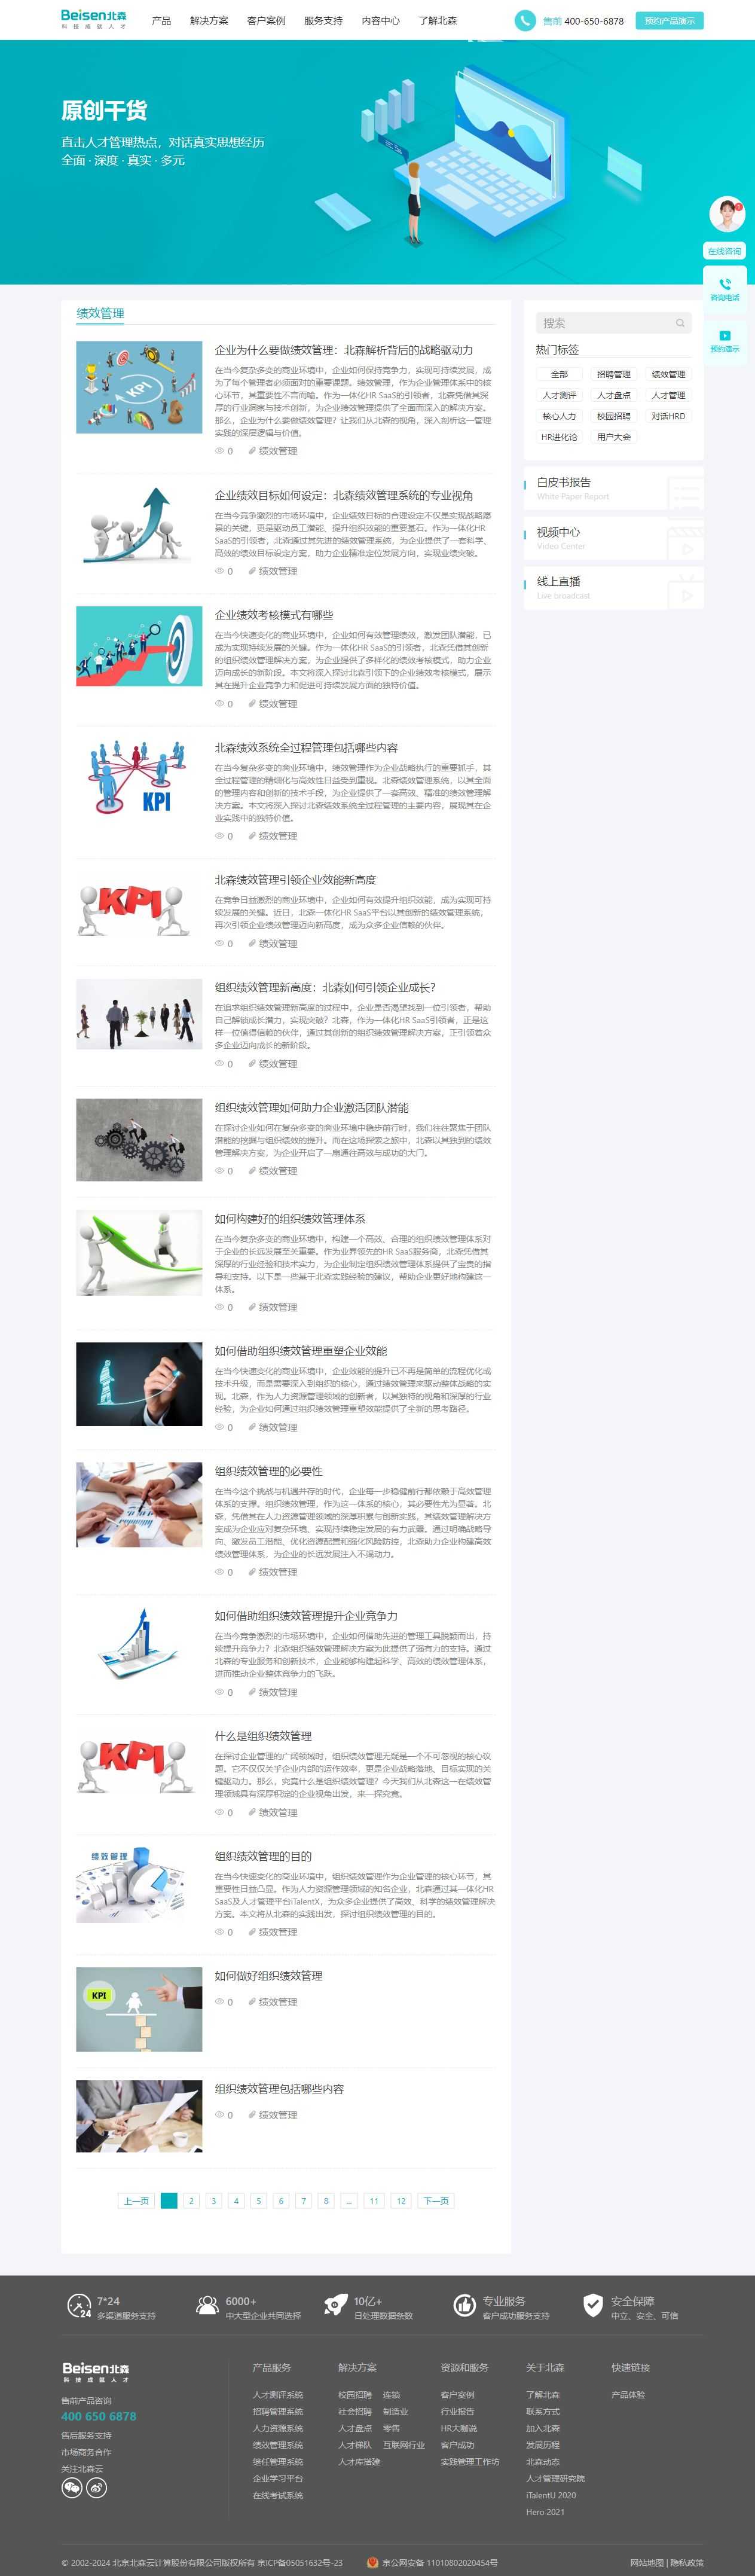 Beisen北森
科技成就人才
产品 解决方案 客户案例 服务支持 内容中心 了解北森
售前 400-650-6878
预约产品演示
原创干货
直击人才管理热点，对话真实思想经历
全面 · 深度 · 真实 · 多元
1
在线咨询
咨询电话
预约演示
绩效管理
企业为什么要做绩效管理：北森解析背后的战略驱动力
在当今复杂多变的商业环境中，企业如何保持竞争力，实现可持续发展，成
为了每个管理者必须面对的重要课题。绩效管理，作为企业管理体系中的核
心环节，其重要性不言而喻。作为一体化HR SaaS的引领者，北森凭借其深
厚的行业洞察与技术创新，为企业绩效管理提供了全面而深入的解决方案。
那么，企业为什么要做绩效管理？让我们从北森的视角，深入剖析这一管理
实践的深层逻辑与价值。
0 绩效管理
企业绩效目标如何设定：北森绩效管理系统的专业视角
在当今竞争激烈的市场环境中，企业绩效目标的合理设定不仅是实现战略愿
景的关键，更是驱动员工潜能、提升组织效能的重要基石。作为一体化HR
SaaS的引领者，北森通过其先进的绩效管理系统，为企业提供了一套科学、
高效的绩效目标设定方案，助力企业精准定位发展方向，实现业绩突破。
0 绩效管理
企业绩效考核模式有哪些
在当今快速变化的商业环境中，企业如何有效管理绩效，激发团队潜能，已
成为实现持续发展的关键。作为一体化HR SaaS的引领者，北森凭借其创新
的组织绩效管理解决方案，为企业提供了多样化的绩效考核模式，助力企业
迈向成长的新阶段。本文将深入探讨北森引领下的企业绩效考核模式，展示
其在提升企业竞争力和促进可持续发展方面的独特价值。
0 绩效管理
北森绩效系统全过程管理包括哪些内容
在当今复杂多变的商业环境中，绩效管理作为企业战略执行的重要抓手，其
全过程管理的精细化与高效性日益受到重视。北森绩效管理系统，以其全面
的管理内容和创新的技术手段，为企业提供了一套高效、精准的绩效管理解
决方案。本文将深入探讨北森绩效系统全过程管理的主要内容，展现其在企
业实践中的独特价值。
0 绩效管理
北森绩效管理引领企业效能新高度
在竞争日益激烈的商业环境中，企业如何有效提升组织效能，成为实现可持
续发展的关键。近日，北森一体化HR SaaS平台以其创新的绩效管理系统，
再次引领企业绩效管理迈向新高度，成为众多企业信赖的伙伴。
0 绩效管理
组织绩效管理新高度：北森如何引领企业成长？
在追求组织绩效管理新高度的过程中，企业是否渴望找到一位引领者，帮助
自己解锁成长潜力，实现突破？北森，作为一体化HR SaaS引领者，正是这
样一位值得信赖的伙伴，通过其创新的组织绩效管理解决方案，正引领着众
多企业迈向成长的新阶段。
0 绩效管理
组织绩效管理如何助力企业激活团队潜能
在探讨企业如何在复杂多变的商业环境中稳步前行时，我们往往聚焦于团队
潜能的挖掘与组织绩效的提升。而在这场探索之旅中，北森以其独到的绩效
管理解决方案，为企业开启了一扇通往高效与成功的大门。
0 绩效管理
如何构建好的组织绩效管理体系
在当今复杂多变的商业环境中，构建一个高效、合理的组织绩效管理体系对
于企业的长远发展至关重要。作为业界领先的HR SaaS服务商，北森凭借其
深厚的行业经验和技术实力，为企业制定组织绩效管理体系提供了宝贵的指
导和支持。以下是一些基于北森实践经验的建议，帮助企业更好地构建这一
体系。
0 绩效管理
如何借助组织绩效管理重塑企业效能
在当今快速变化的商业环境中，企业效能的提升已不再是简单的流程优化或
技术升级，而是需要深入到组织的核心，通过绩效管理来驱动整体战略的实
现。北森，作为人力资源管理领域的创新者，以其独特的视角和深厚的行业
经验，为企业如何通过组织绩效管理重塑效能提供了全新的思考路径。
0 绩效管理
组织绩效管理的必要性
在当今这个挑战与机遇并存的时代，企业每一步稳健前行都依赖于高效管理
体系的支撑。组织绩效管理，作为这一体系的核心，其必要性尤为显著。北
森，凭借其在人力资源管理领域的深厚积累与创新实践，其绩效管理解决方
案成为企业应对复杂环境、实现持续稳定发展的有力武器。通过明确战略导
向、激发员工潜能、优化资源配置和强化风险防控，北森助力企业构建高效
绩效管理体系，为企业的长远发展注入不竭动力。
0 绩效管理
如何借助组织绩效管理提升企业竞争力
在当今竞争激烈的市场环境中，企业如何借助先进的管理工具脱颖而出，持
续提升竞争力？北森组织绩效管理解决方案为此提供了强有力的支持。通过
北森的专业服务和创新技术，企业能够构建起科学、高效的绩效管理体系，
进而推动企业整体竞争力的飞跃。
0 绩效管理
什么是组织绩效管理
在探讨企业管理的广阔领域时，组织绩效管理无疑是一个不可忽视的核心议
题。它不仅仅关乎企业内部的运作效率，更是企业战略落地、目标实现的关
键驱动力。那么，究竟什么是组织绩效管理？今天我们从北森这一在绩效管
理领域具有深厚积淀的企业视角出发，来一探究竟。
0 绩效管理
组织绩效管理的目的
在当今快速变化的商业环境中，组织绩效管理作为企业管理的核心环节，其
重要性日益凸显。作为人力资源管理领域的知名企业，北森通过其一体化HR
SaaS及人才管理平台iTalentX，为众多企业提供了高效、科学的绩效管理解决
方案。本文将从北森的实践出发，探讨组织绩效管理的目的。
0 绩效管理
如何做好组织绩效管理
0 绩效管理
组织绩效管理包括哪些内容
0 绩效管理
KPI
KPI
KPI
KPI
绩效管理
KPI
上一页 2 3 4 5 6 7 8 ... 11 12 下一页
搜索
热门标签
全部 招聘管理 绩效管理
人才测评 人才盘点 人才管理
核心人力 校园招聘 对话HRD
HR进化论 用户大会
白皮书报告
White Paper Report
视频中心
Video Center
线上直播
Live broadcast
24
7*24
多渠道服务支持
6000+
中大型企业共同选择
10亿+
日处理数据条数
专业服务
客户成功服务支持
安全保障
中立、安全、可信
Beisen北森
科技成就人才
售前产品咨询
400 650 6878
售后服务支持
市场商务合作
关注北森云
产品服务
人才测评系统
招聘管理系统
人力资源系统
绩效管理系统
继任管理系统
企业学习平台
在线考试系统
解决方案
校园招聘 连锁
社会招聘 制造业
人才盘点 零售
人才梯队 互联网行业
人才库搭建
资源和服务
客户案例
行业报告
HR大咖说
客户成功
实践管理工作坊
关于北森
了解北森
联系方式
加入北森
发展历程
北森动态
人才管理研究院
iTalentU 2020
Hero 2021
快速链接
产品体验
© 2002-2024 北京北森云计算股份有限公司版权所有 京ICP备05051632号-23
京公网安备 11010802020454号
网站地图 | 隐私政策